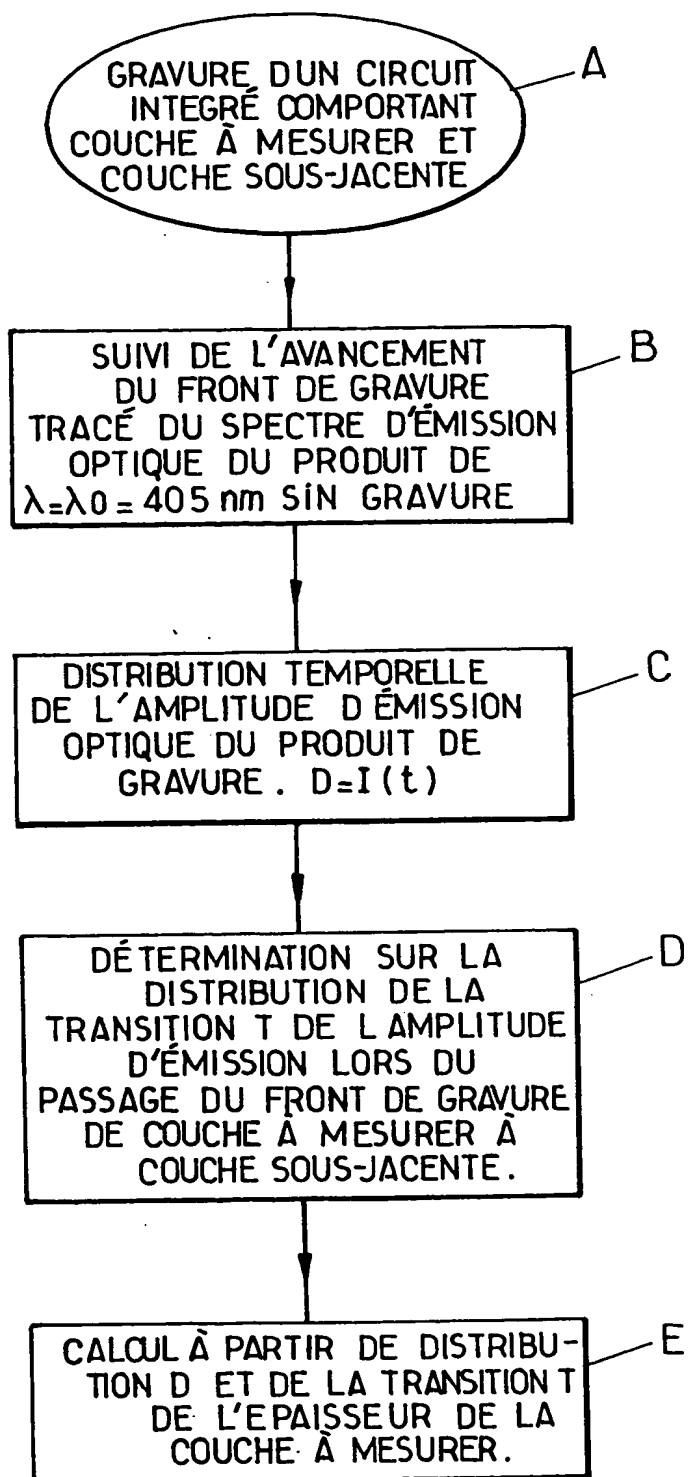 GRAVURE DUN CIRCUIT
INTEGRÉ COMPORTANT
COUCHE À MESURER ET
COUCHE SOUS-JACENTE
A
SUIVI DE L'AVANCEMENT
DU FRONT DE GRAVURE
TRACÉ DU SPECTRE D'ÉMISSION
OPTIQUE DU PRODUIT DE
λ=λ0=405 nm SiN GRAVURE
B
DISTRIBUTION TEMPORELLE
DE L'AMPLITUDE D ÉMISSION
OPTIQUE DU PRODUIT DE
GRAVURE. D=I(t)
C
DÉTERMINATION SUR LA
DISTRIBUTION DE LA
TRANSITION T DE L AMPLITUDE
D'ÉMISSION LORS DU
PASSAGE DU FRONT DE GRAVURE
DE COUCHE À MESURER À
COUCHE SOUS-JACENTE.
D
CALCUL À PARTIR DE DISTRIBU-
TION D ET DE LA TRANSITION T
DE L'EPAISSEUR DE LA
COUCHE À MESURER.
E